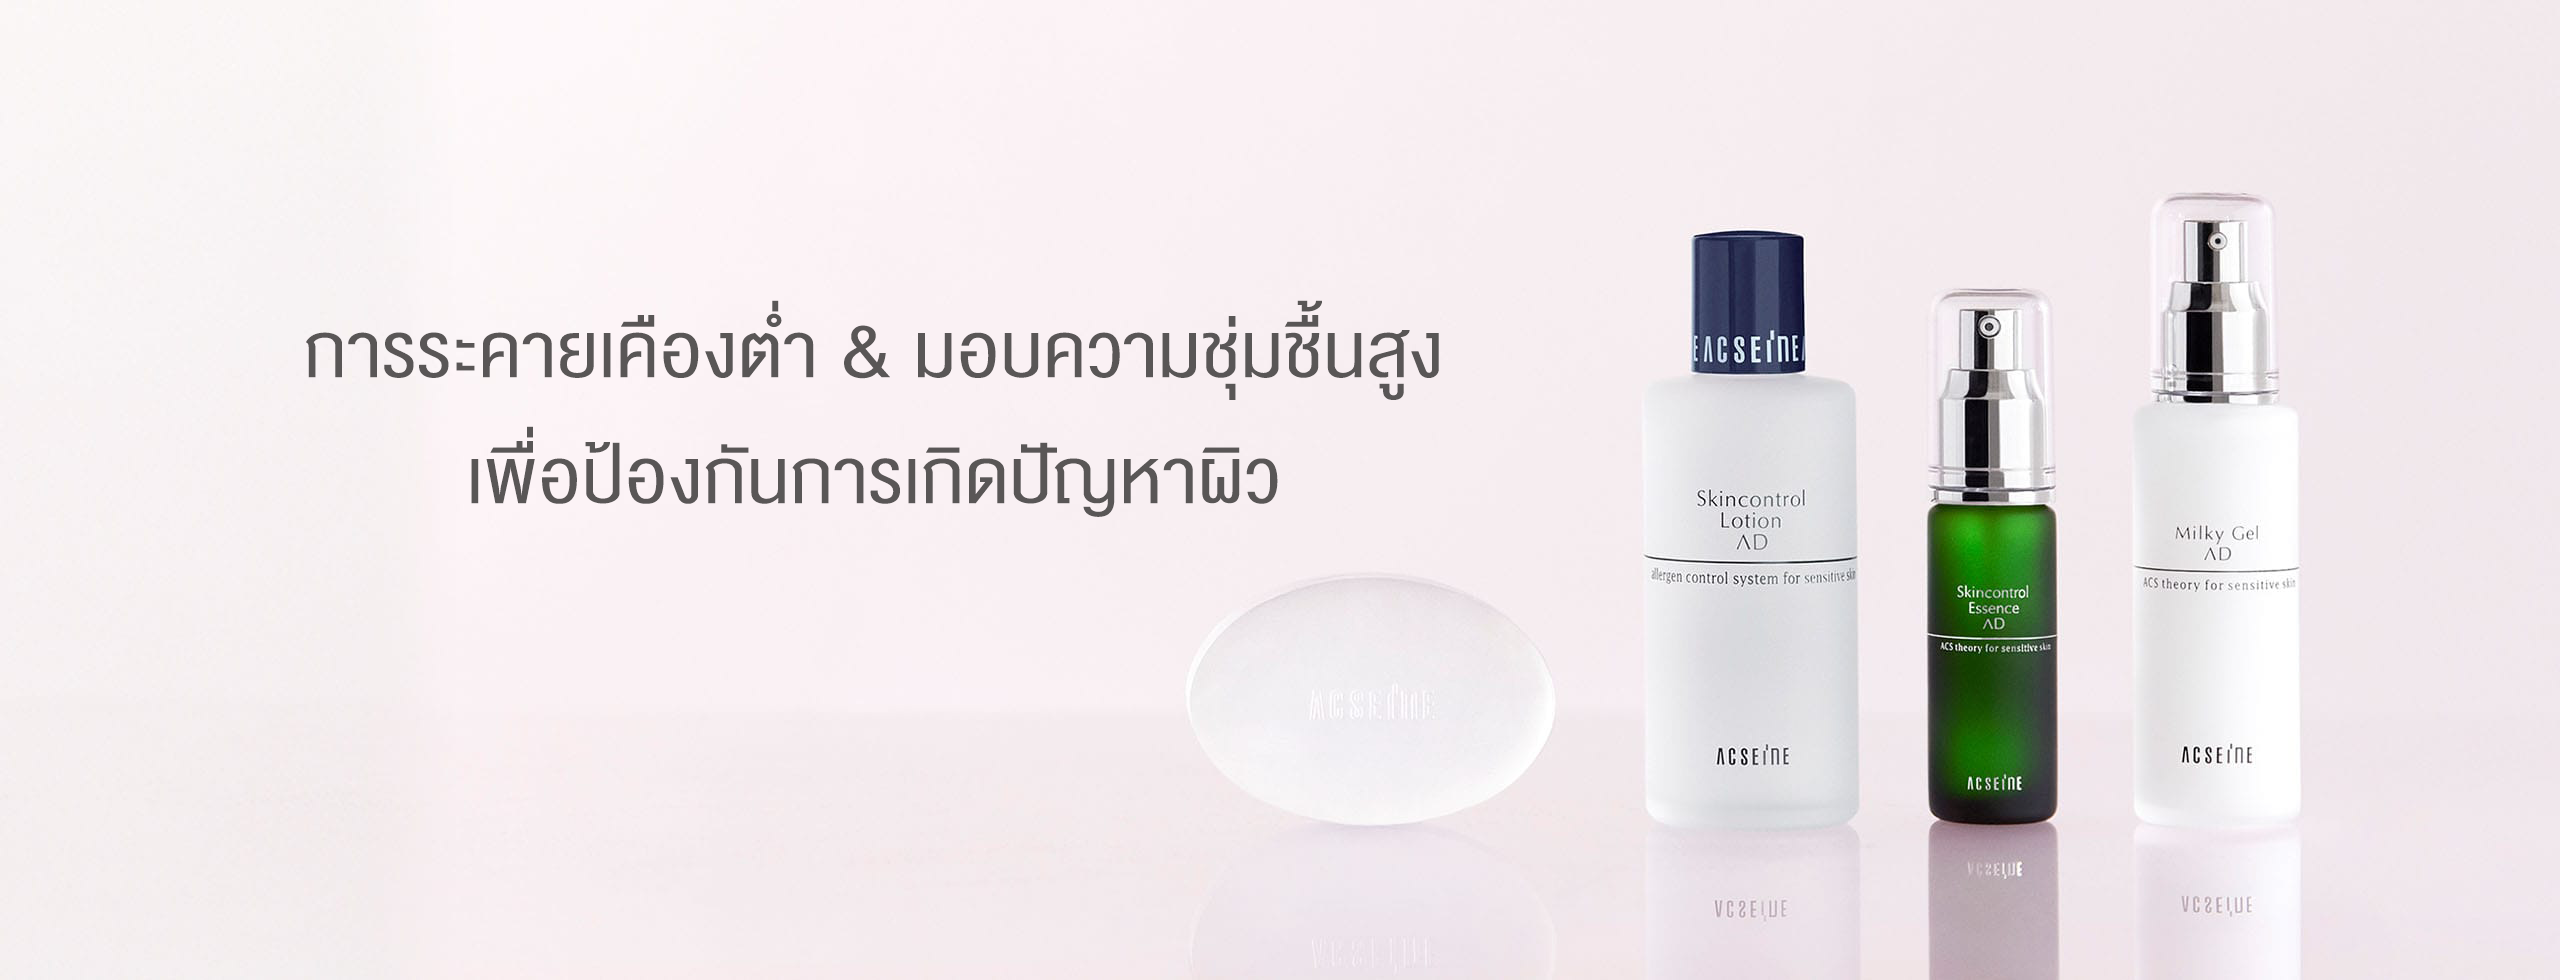 การระคายเคืองต่ำ & มอบความชุ่มชื้นสูง
เพื่อป้องกันการเกิดปัญหาผิว
ACSEINE
EACSEINE
Skincontrol
Lotion
AD
allergen control system for sensitive skin
ACSEINE
Skincontrol
Essence
AD
ACS theory for sensitive skin
ACSEINE
Milky Gel
AD
ACS theory for sensitive skin
ACSEINE